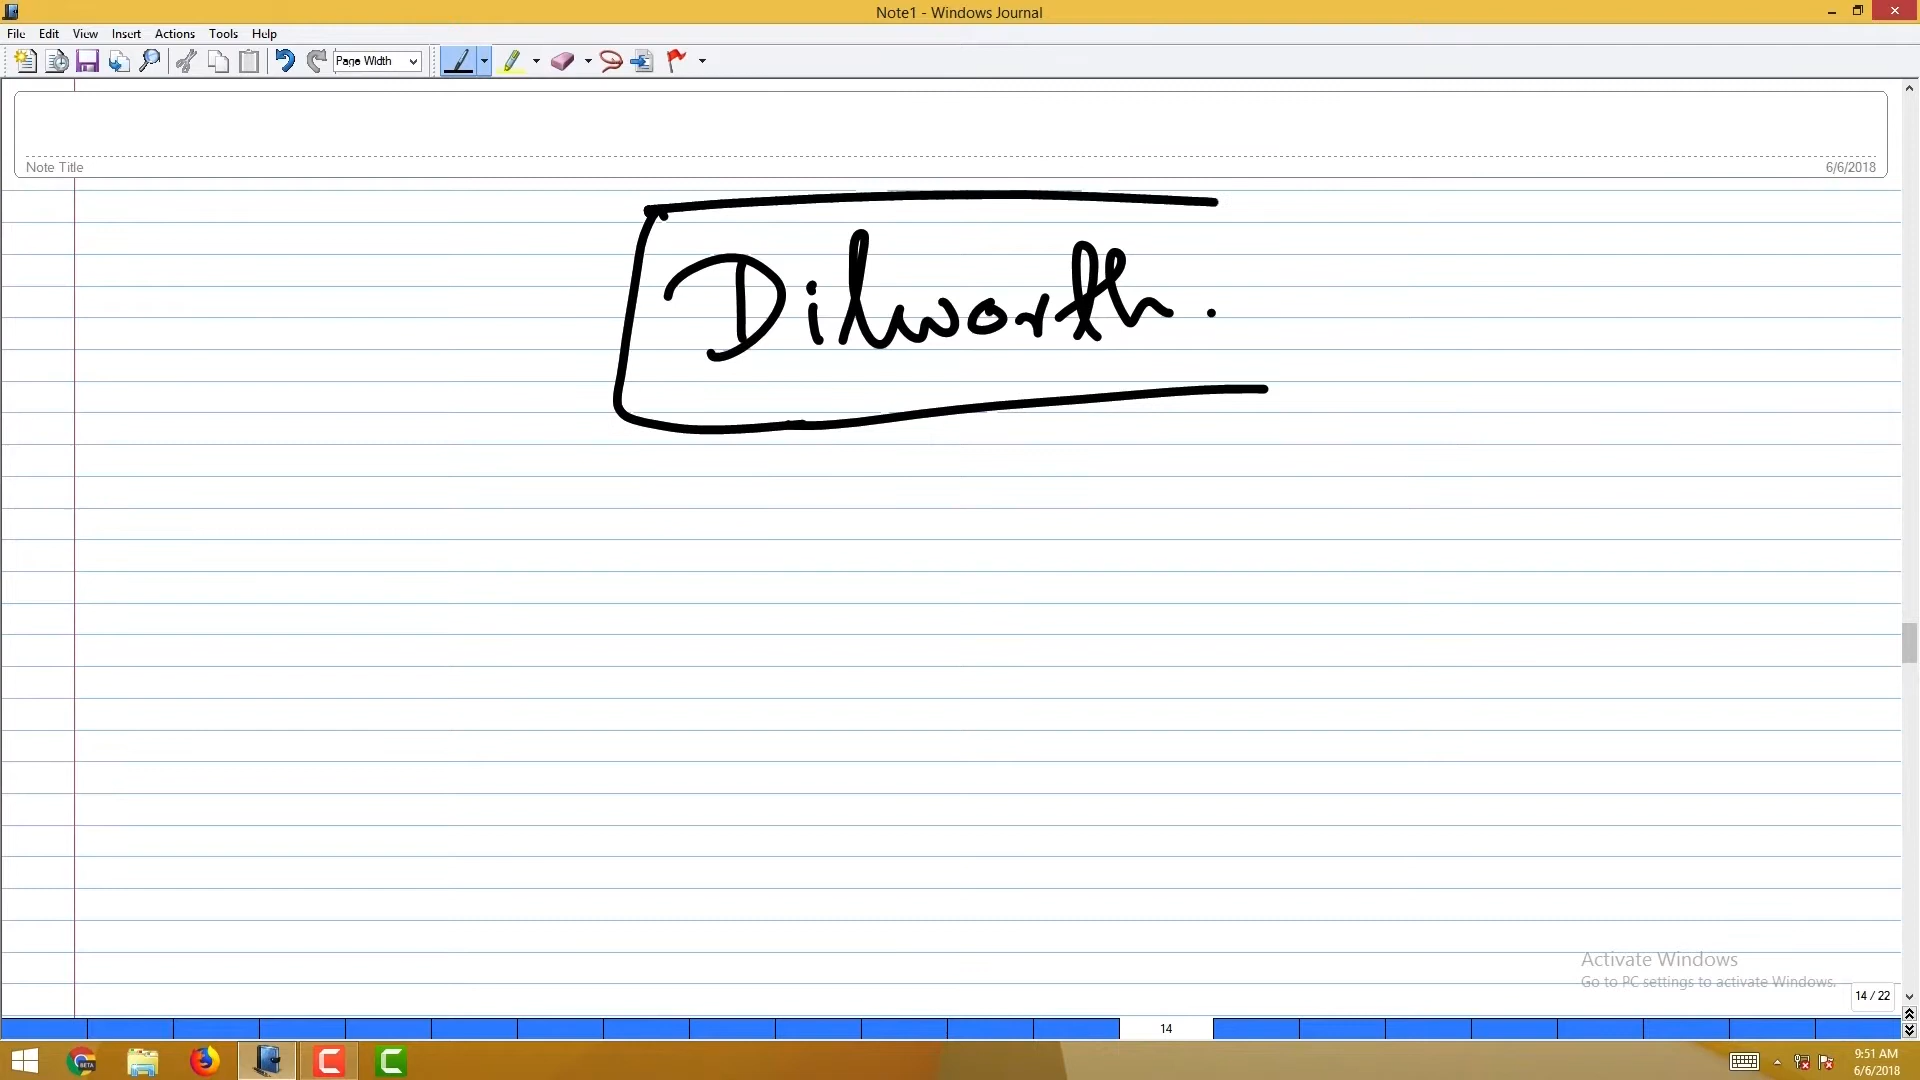 Note1 - Windows Journal
File Edit View Insert Actions Tools Help
Page Width
Note Title
6/6/2018
Dilworth.
Activate Windows
Go to PC settings to activate Windows.
14 / 22
14
BETA
9:51 AM
6/6/2018